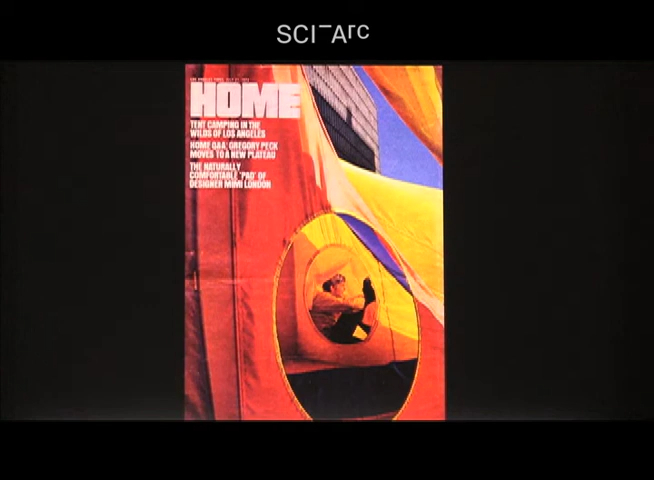 SCI-Arc
HOME
TENT CAMPING IN THE
WILDS OF LOS ANGELES
HOME Q&A: GREGORY PECK
MOVES TO A NEW PLATEAU
THE NATURALLY
COMFORTABLE 'PAD' OF
DESIGNER MIMI LONDON